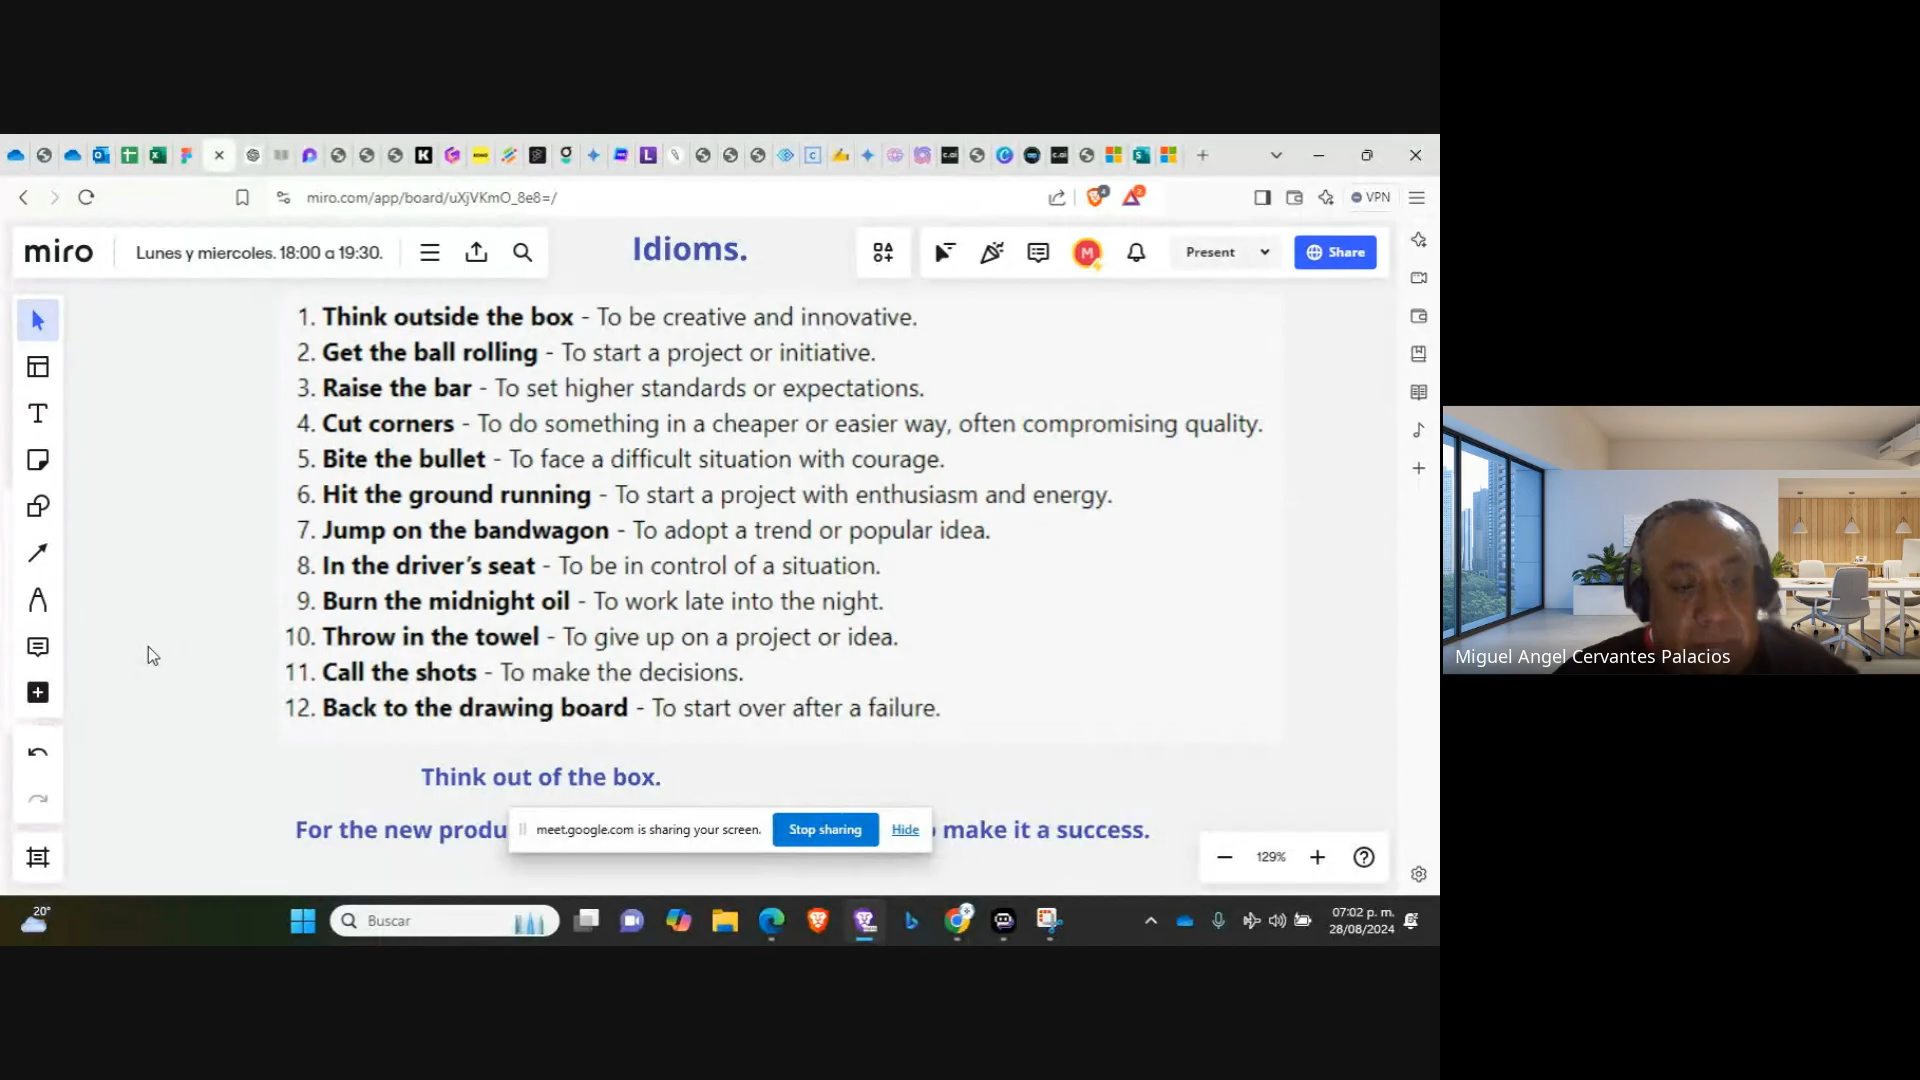 miro.com/app/board/uXjVKmO_8e8=/
VPN
miro
Lunes y miercoles. 18:00 a 19:30.
Idioms.
M
Present
Share
1. Think outside the box - To be creative and innovative.
2. Get the ball rolling - To start a project or initiative.
3. Raise the bar - To set higher standards or expectations.
4. Cut corners - To do something in a cheaper or easier way, often compromising quality.
5. Bite the bullet - To face a difficult situation with courage.
6. Hit the ground running - To start a project with enthusiasm and energy.
7. Jump on the bandwagon - To adopt a trend or popular idea.
8. In the driver's seat - To be in control of a situation.
9. Burn the midnight oil - To work late into the night.
10. Throw in the towel - To give up on a project or idea.
11. Call the shots - To make the decisions.
12. Back to the drawing board - To start over after a failure.
Think out of the box.
For the new produ
meet.google.com is sharing your screen.
Stop sharing
Hide
make it a success.
129%
20°
Buscar
07:02 p. m.
28/08/2024
Miguel Angel Cervantes Palacios